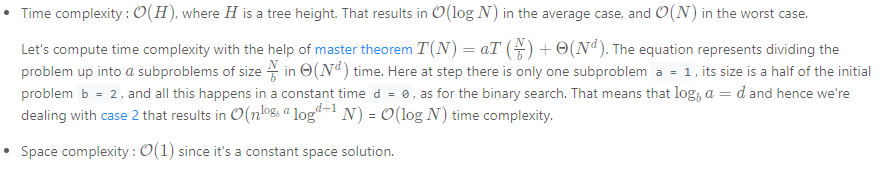 • Time complexity : 𝒪(H), where H is a tree height. That results in 𝒪(log N) in the average case, and 𝒪(N) in the worst case.
Let's compute time complexity with the help of master theorem T(N) = aT(N/b) + Θ(N^d). The equation represents dividing the
problem up into a subproblems of size N/b in Θ(N^d) time. Here at step there is only one subproblem a = 1, its size is a half of the initial
problem b = 2, and all this happens in a constant time d = 0, as for the binary search. That means that log_b a = d and hence we're
dealing with case 2 that results in 𝒪(n^{log_b a} log^{d+1} N) = 𝒪(log N) time complexity.
• Space complexity : 𝒪(1) since it's a constant space solution.